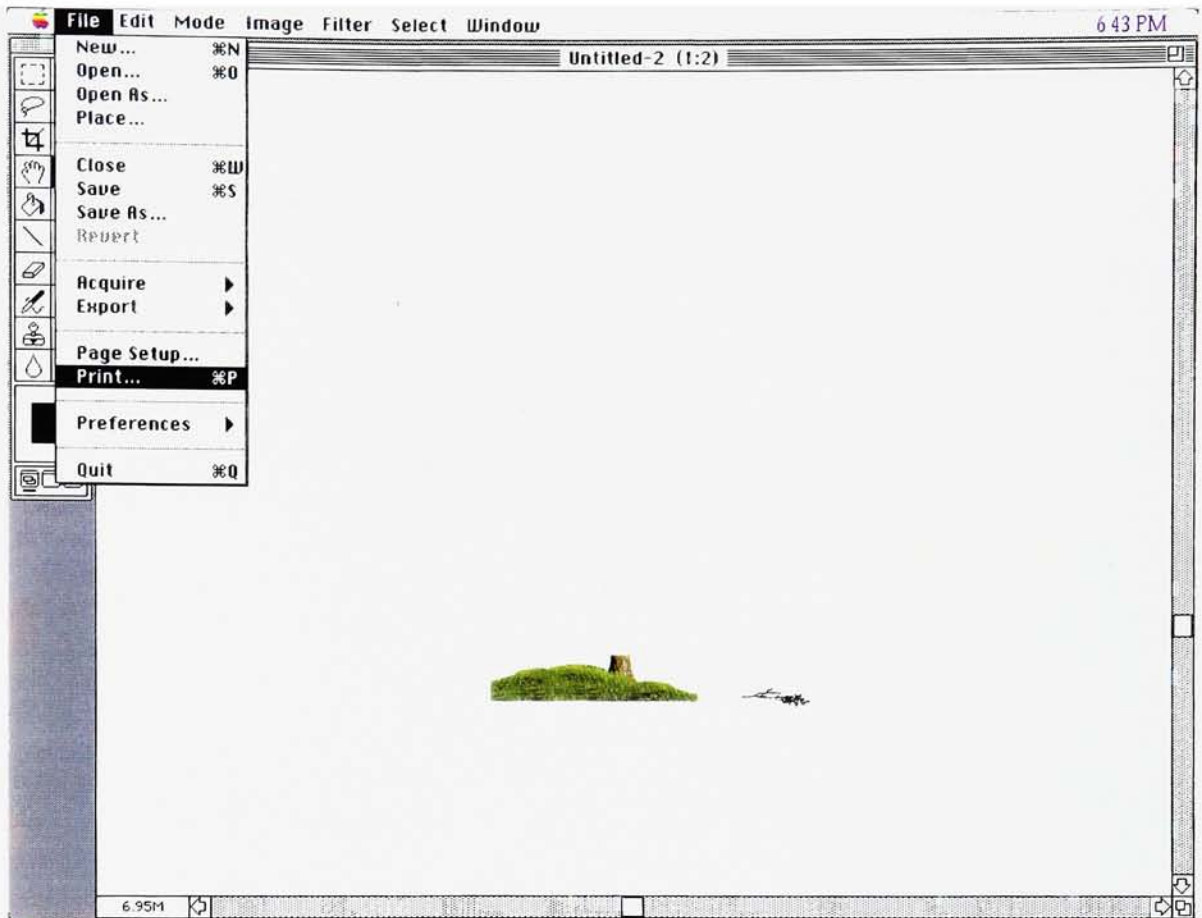 File Edit Mode Image Filter Select Window 6 43 PM
Untitled-2 (1:2)
New... ⌘N
Open... ⌘O
Open As...
Place...
Close ⌘W
Save ⌘S
Save As...
Revert
Acquire
Export
Page Setup...
Print... ⌘P
Preferences
Quit ⌘Q
6.95M